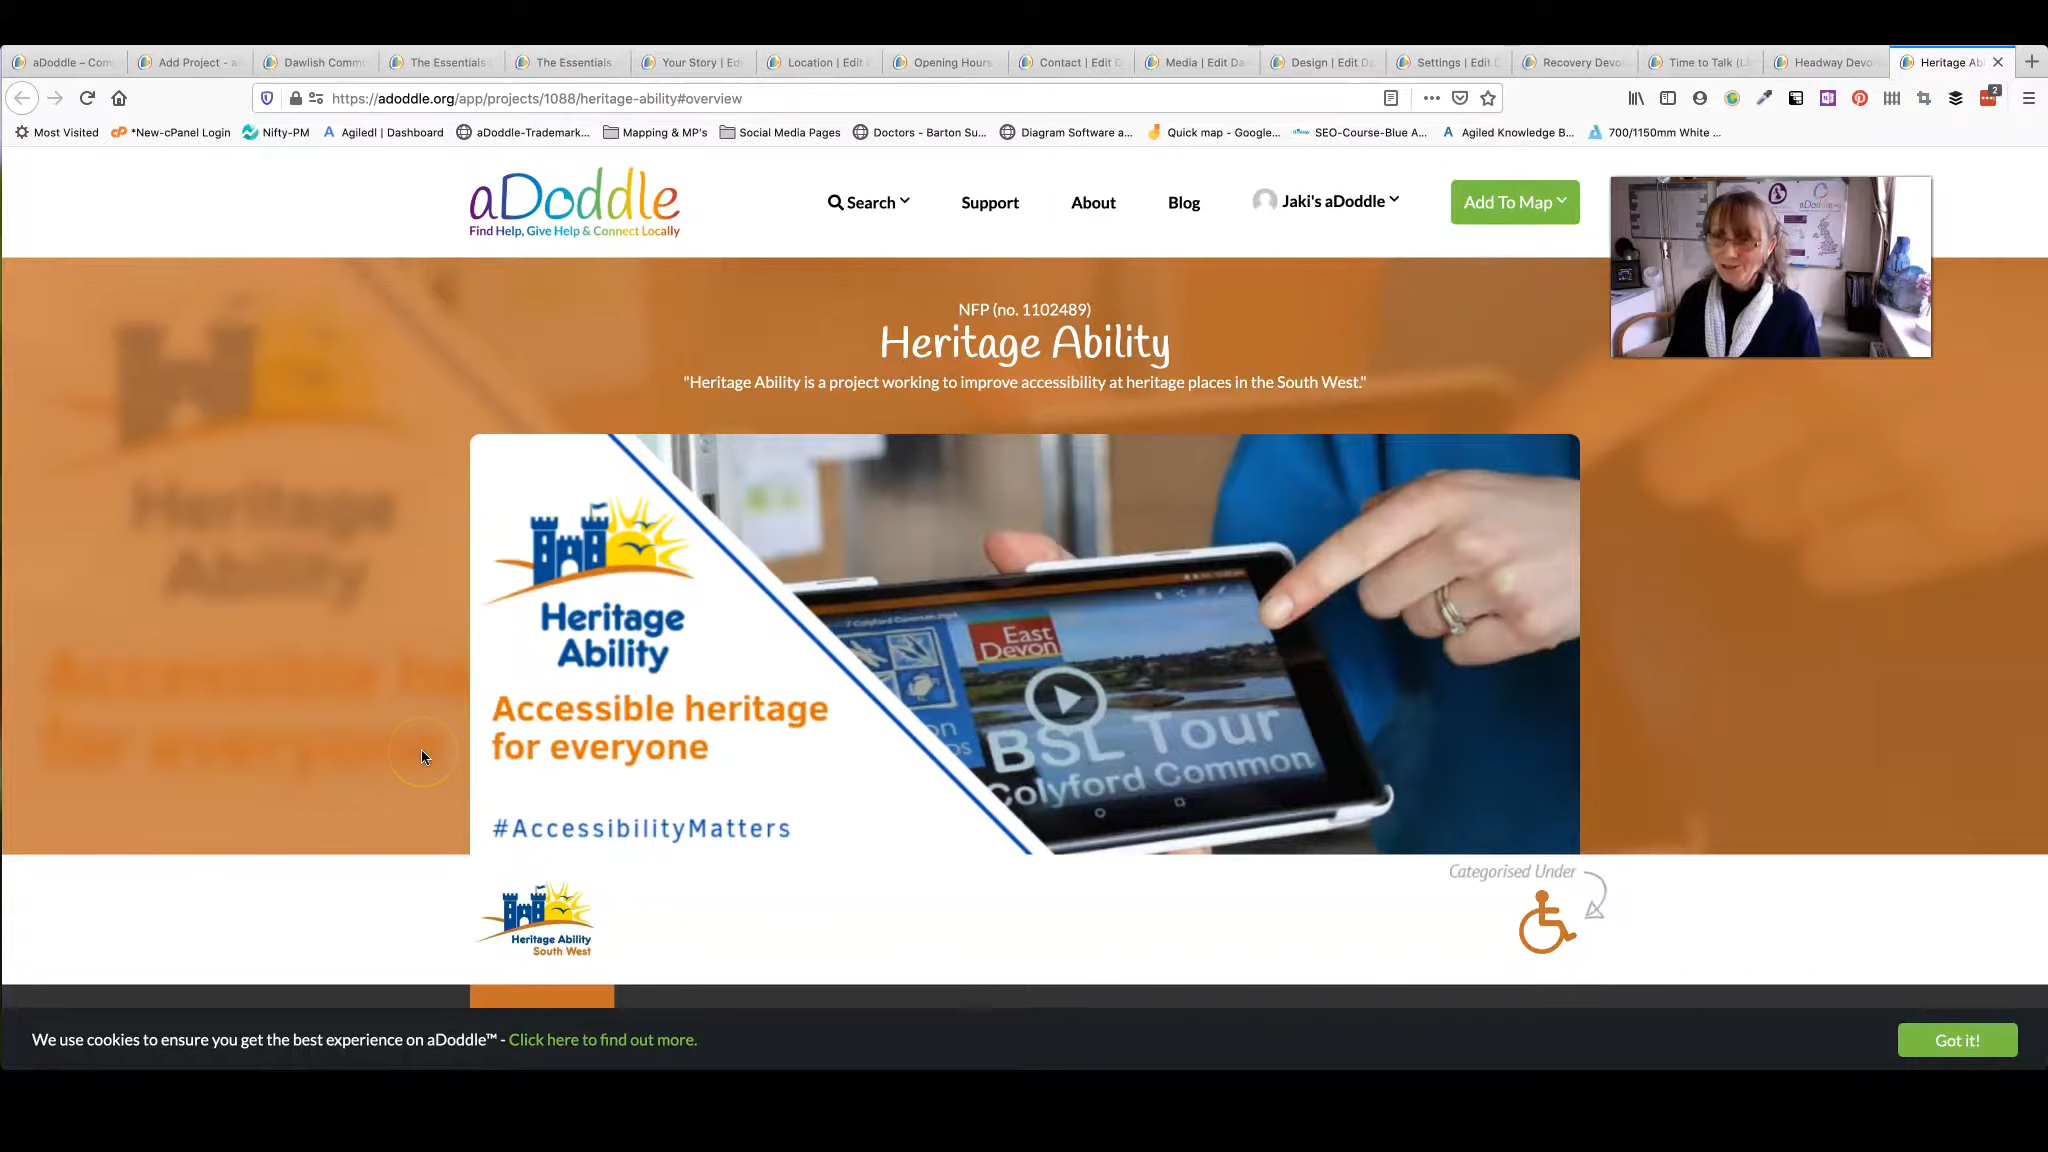 aDoddle – Com
Add Project - a
Dawlish Comm
The Essentials
The Essentials
Your Story | Ed
Location | Edit
Opening Hours
Contact | Edit D
Media | Edit Da
Design | Edit Da
Settings | Edit D
Recovery Devo
Time to Talk (L
Headway Devo
Heritage Abi
https://adoddle.org/app/projects/1088/heritage-ability#overview
2
Most Visited
*New-cPanel Login
Nifty-PM
Agiledl | Dashboard
aDoddle-Trademark...
Mapping & MP's
Social Media Pages
Doctors - Barton Su...
Diagram Software a...
Quick map - Google...
SEO-Course-Blue A...
Agiled Knowledge B...
700/1150mm White ...
aDoddle
Find Help, Give Help & Connect Locally
Search
Support
About
Blog
Jaki's aDoddle
Add To Map
NFP (no. 1102489)
Heritage Ability
"Heritage Ability is a project working to improve accessibility at heritage places in the South West."
Heritage
Ability
Accessible heritage
for everyone
#AccessibilityMatters
East
Devon
BSL Tour
Colyford Common
Heritage Ability
South West
Categorised Under
We use cookies to ensure you get the best experience on aDoddle™ - Click here to find out more.
Got it!